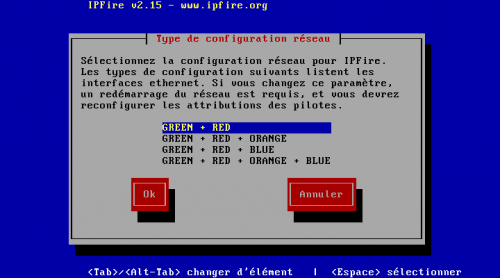 IPFire v2.15 - www.ipfire.org
Type de configuration réseau
Sélectionnez la configuration réseau pour IPFire.
Les types de configuration suivants listent les
interfaces ethernet. Si vous changez ce paramètre,
un redémarrage du réseau est requis, et vous devrez
reconfigurer les attributions des pilotes.
GREEN + RED
GREEN + RED + ORANGE
GREEN + RED + BLUE
GREEN + RED + ORANGE + BLUE
Ok
Annuler
<Tab>/<Alt-Tab> changer d'élément | <Espace> sélectionner